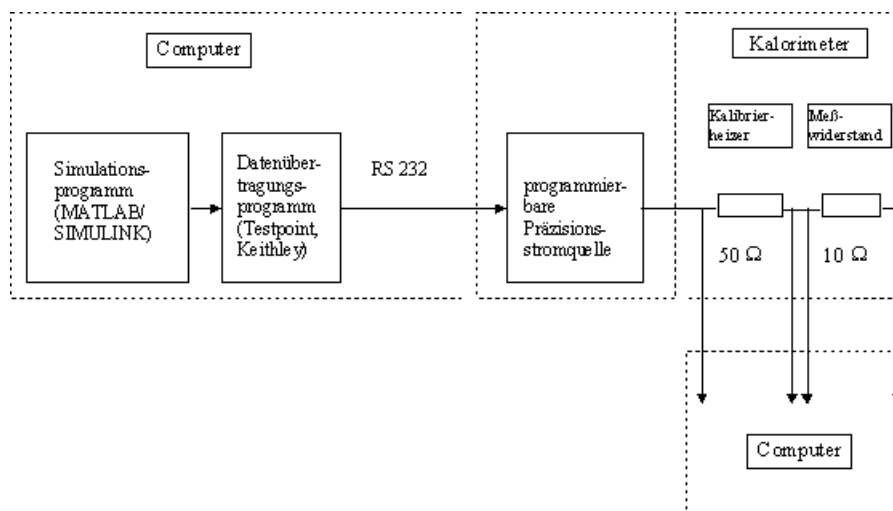 Computer
Kalorimeter
Kalibrier-
heizer
Meß-
widerstand
Simulations-
programm
(MATLAB/
SIMULINK)
Datenüber-
tragungs-
programm
(Testpoint,
Keithley)
RS 232
programmier-
bare
Präzisions-
stromquelle
50 Ω
10 Ω
Computer